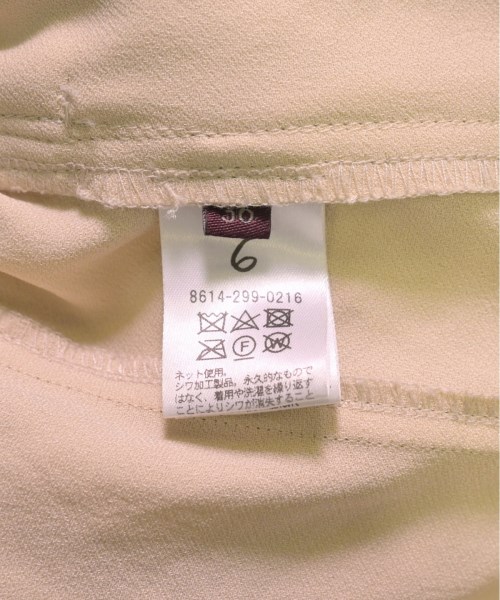 6
8614-299-0216
ネット使用。
シワ加工製品。永久的なもので
はなく、着用や洗濯を繰り返す
ことによりシワが消失すること